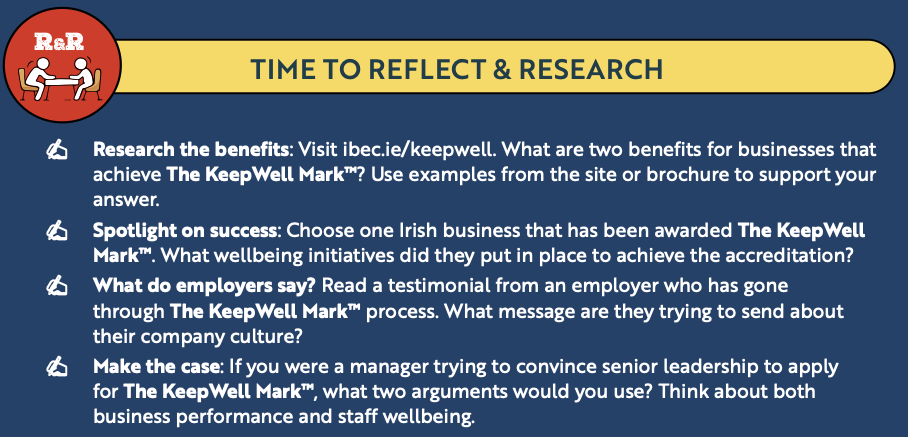 R&R
TIME TO REFLECT & RESEARCH
Research the benefits: Visit ibec.ie/keepwell. What are two benefits for businesses that
achieve The KeepWell Mark™? Use examples from the site or brochure to support your
answer.
Spotlight on success: Choose one Irish business that has been awarded The KeepWell
Mark™. What wellbeing initiatives did they put in place to achieve the accreditation?
What do employers say? Read a testimonial from an employer who has gone
through The KeepWell Mark™ process. What message are they trying to send about
their company culture?
Make the case: If you were a manager trying to convince senior leadership to apply
for The KeepWell Mark™, what two arguments would you use? Think about both
business performance and staff wellbeing.